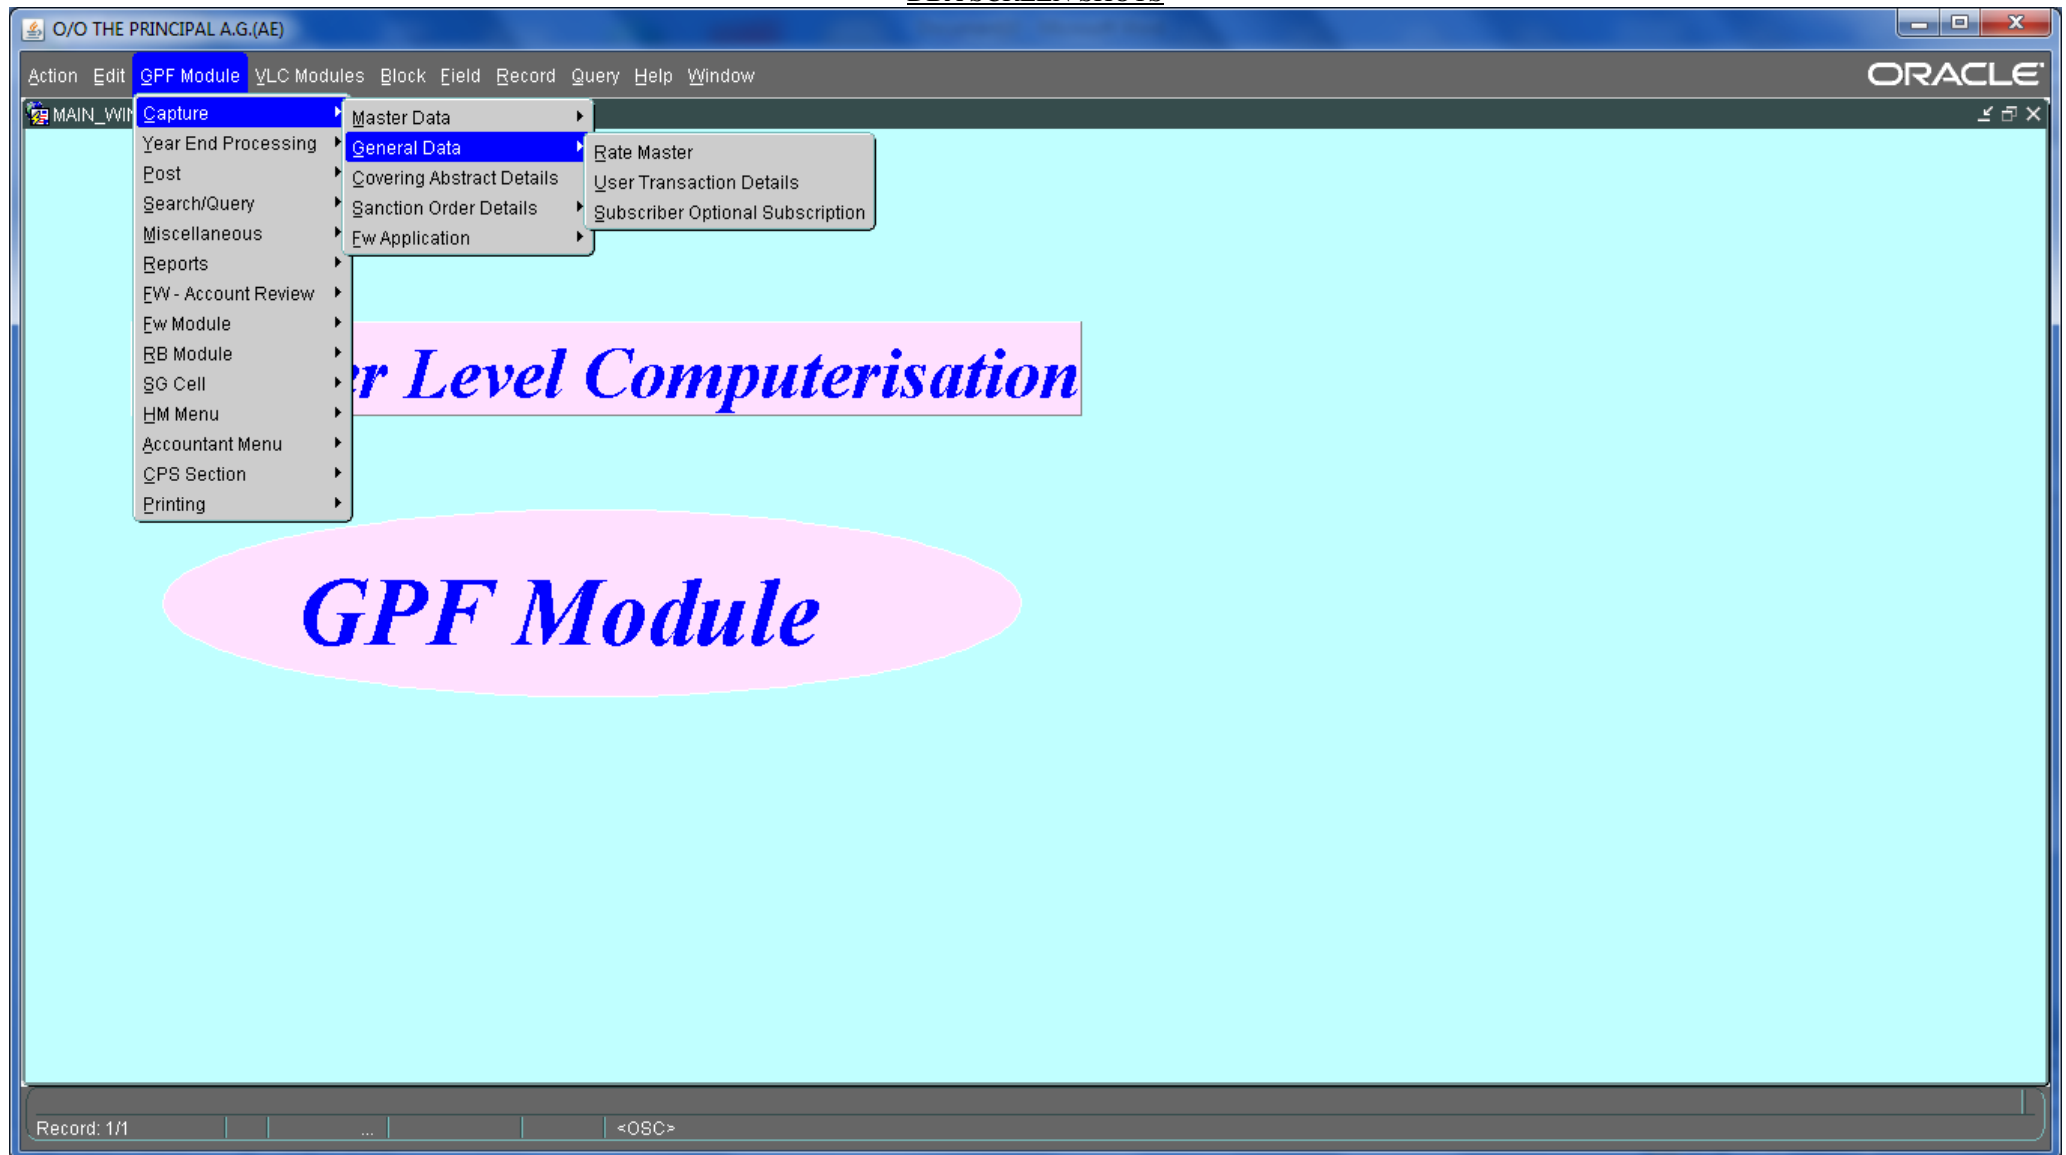 O/O THE PRINCIPAL A.G.(AE)
Action Edit GPF Module VLC Modules Block Field Record Query Help Window
ORACLE
MAIN_WIN
Capture
Year End Processing
Post
Search/Query
Miscellaneous
Reports
FW - Account Review
Fw Module
RB Module
SG Cell
HM Menu
Accountant Menu
CPS Section
Printing
Master Data
General Data
Covering Abstract Details
Sanction Order Details
Fw Application
Rate Master
User Transaction Details
Subscriber Optional Subscription
er Level Computerisation
GPF Module
Record: 1/1
...
<OSC>